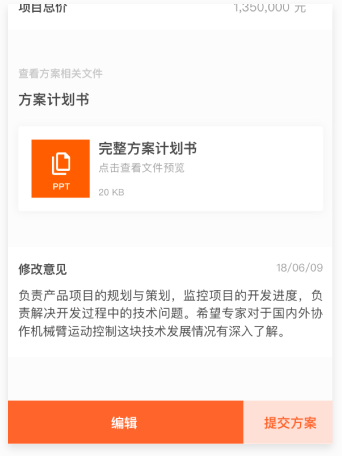 项目总价 1,350,000 元
查看方案相关文件
方案计划书
完整方案计划书
点击查看文件预览
PPT
20 KB
修改意见 18/06/09
负责产品项目的规划与策划，监控项目的开发进度，负
责解决开发过程中的技术问题。希望专家对于国内外协
作机械臂运动控制这块技术发展情况有深入了解。
编辑 提交方案